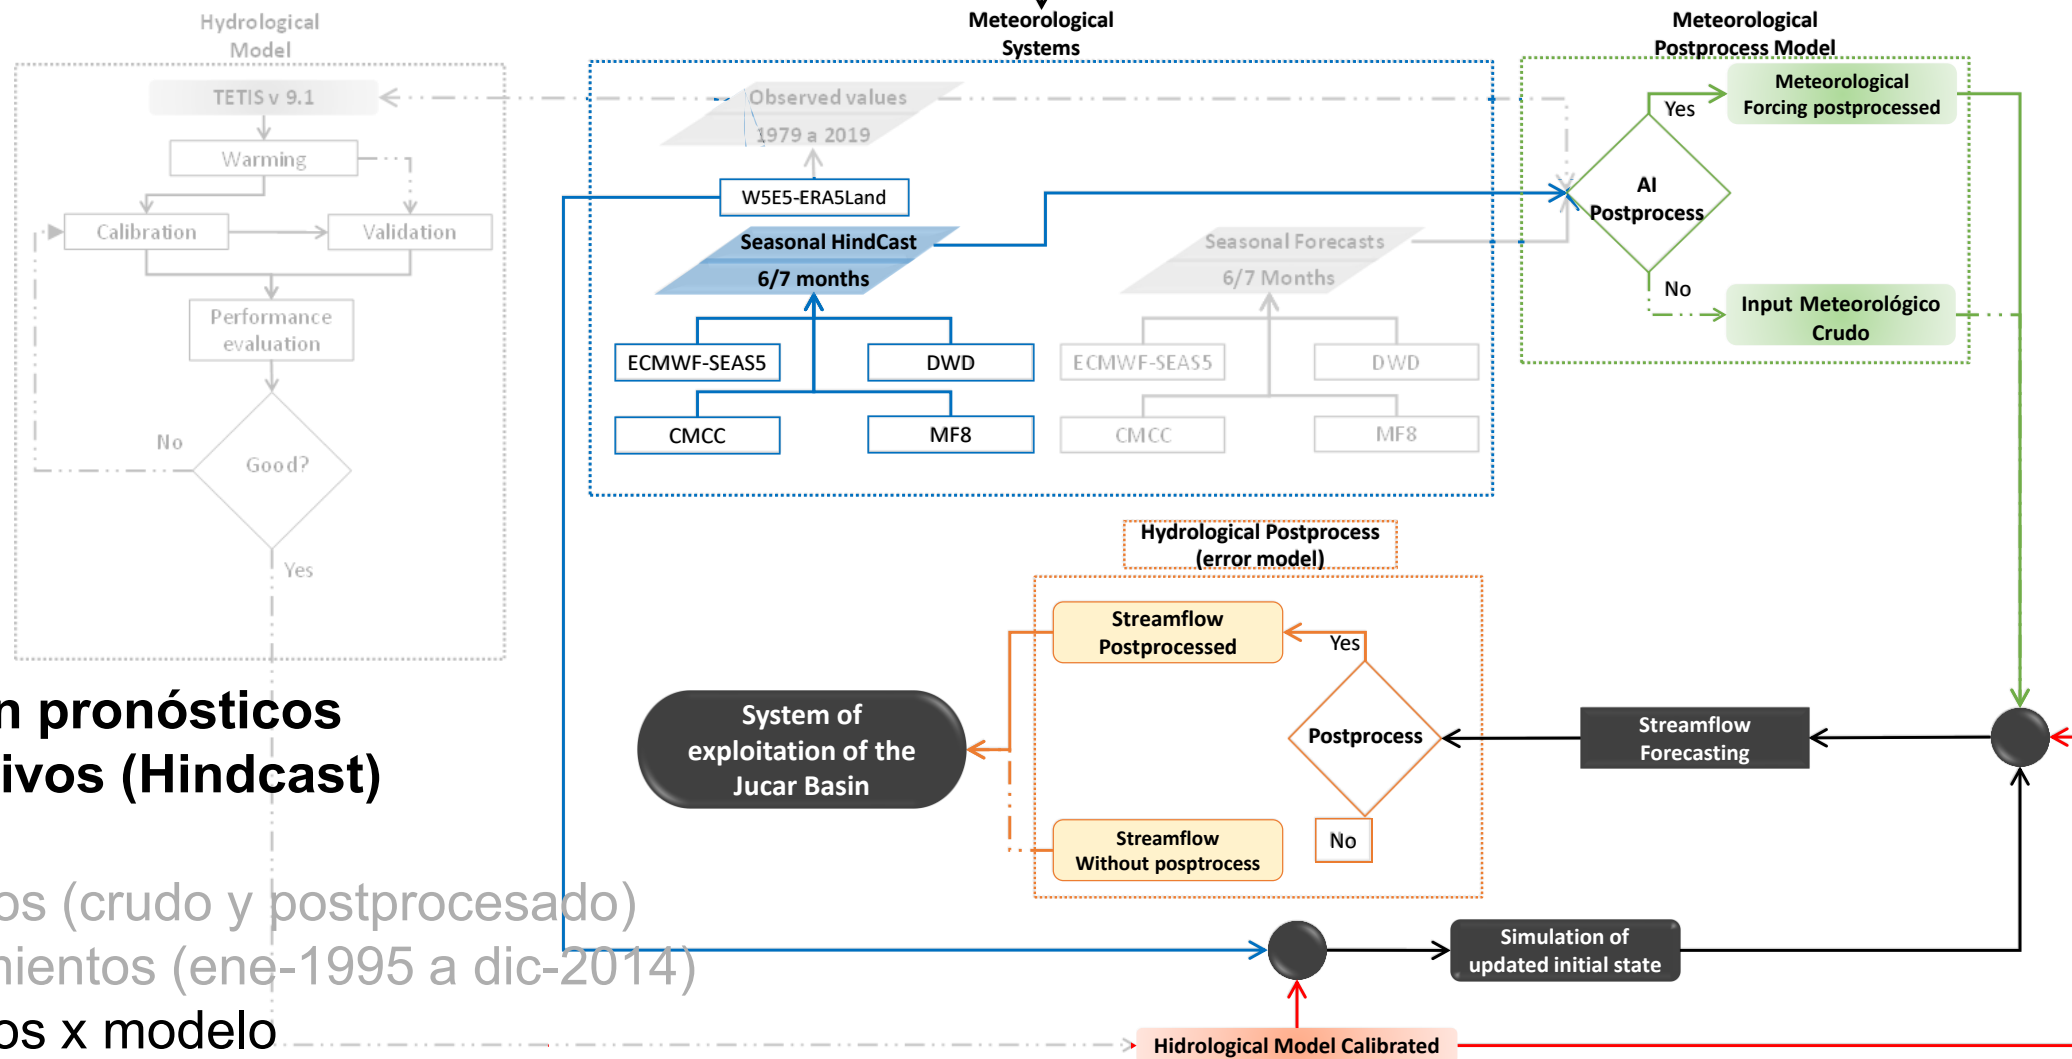 Hydrological
Model
TETIS v 9.1
Warming
Calibration
Validation
Performance
evaluation
Good?
No
Yes
Meteorological
Systems
Observed values
1979 a 2019
W5E5-ERA5Land
Seasonal HindCast
6/7 months
ECMWF-SEAS5
DWD
CMCC
MF8
Seasonal Forecasts
6/7 Months
ECMWF-SEAS5
DWD
CMCC
MF8
Meteorological
Postprocess Model
AI
Postprocess
Yes
Meteorological
Forcing postprocessed
No
Input Meteorológico
Crudo
Hydrological Postprocess
(error model)
Streamflow
Postprocessed
Yes
Postprocess
No
Streamflow
Without posptrocess
System of
exploitation of the
Jucar Basin
Streamflow
Forecasting
Simulation of
updated initial state
Hidrological Model Calibrated
n pronósticos
ivos (Hindcast)
os (crudo y postprocesado)
mientos (ene-1995 a dic-2014)
os x modelo